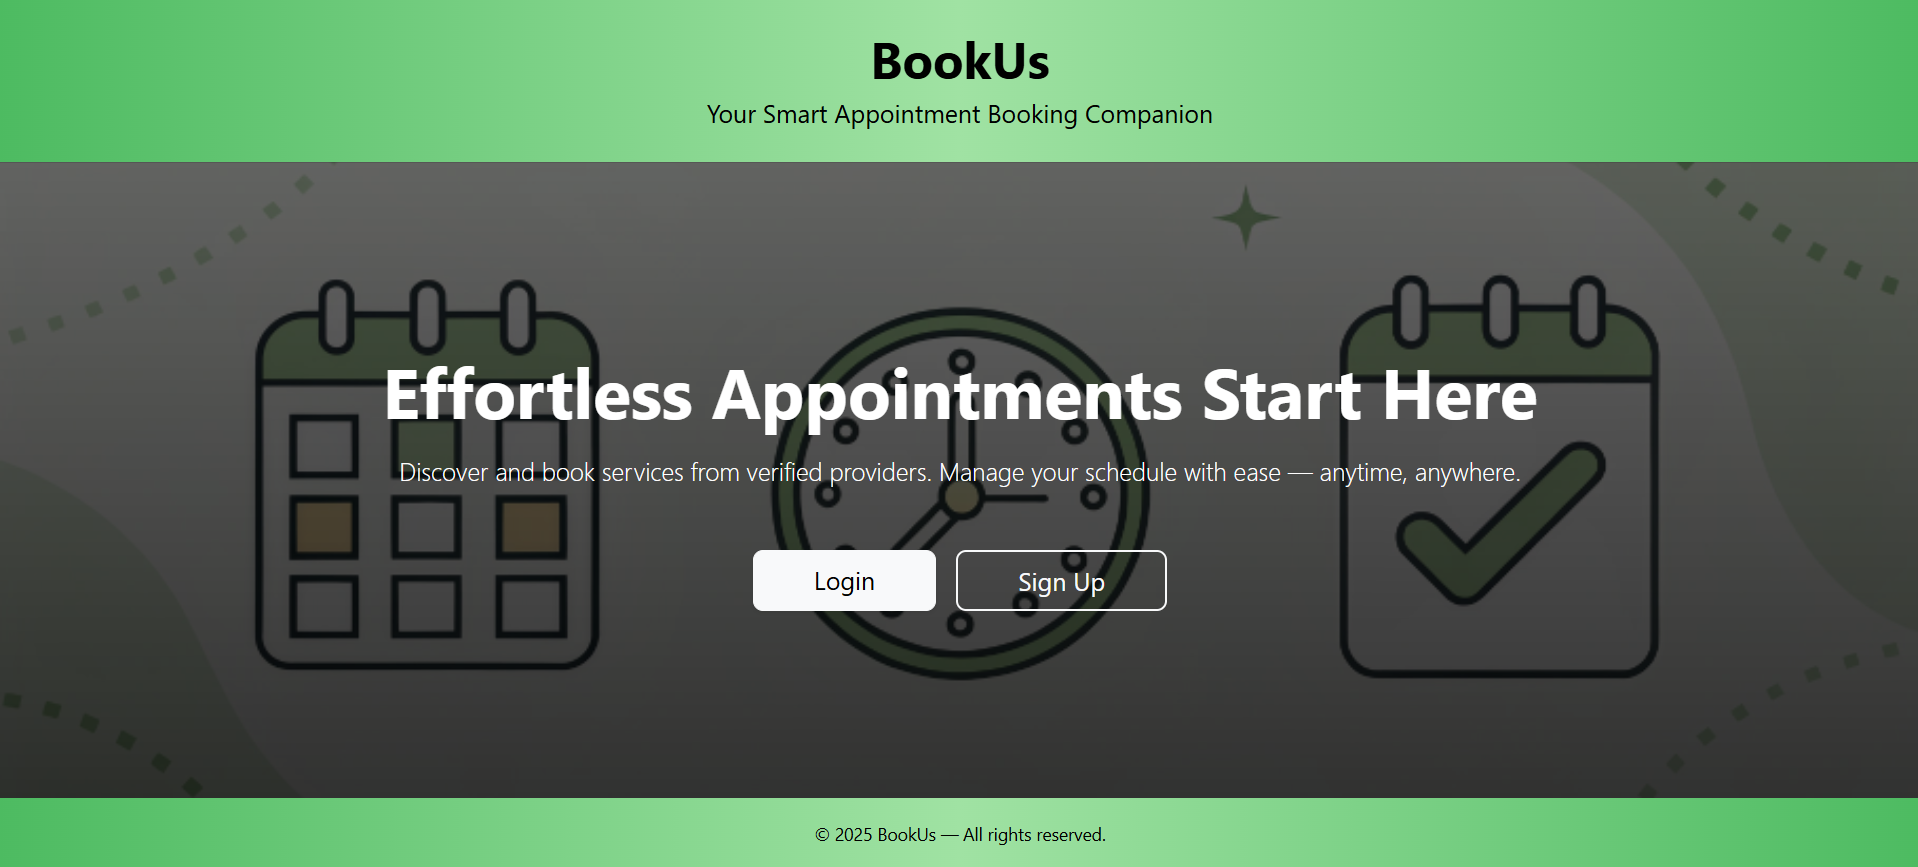 BookUs
Your Smart Appointment Booking Companion
Effortless Appointments Start Here
Discover and book services from verified providers. Manage your schedule with ease — anytime, anywhere.
Login
Sign Up
© 2025 BookUs — All rights reserved.